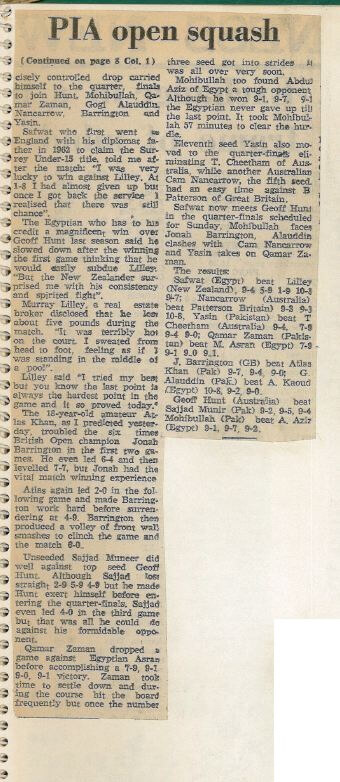 PIA open squash
(Continued on page 8 Col. 1)
cisely controlled drop carried
himself to the quarter finals
to join Hunt, Mohibullah, Qa-
mar Zaman, Gogi Alauddin,
Nancarrow, Barrington and
Yasin.
Safwat who first went to
England with his diplomat fa-
ther in 1962 to claim the Sur-
rey Under-15 title, told me af-
ter the match: "I was very
lucky to win against Lilley. At
1-8 I had almost given up but
once I got back the service I
realised that there was still
chance".
The Egyptian who has to his
credit a magnificent win over
Geoff Hunt last season said he
slowed down after the winning
the first game thinking that he
would easily subdue Lilley.
"But the New Zealander sur-
prised me with his consistency
and spirited fight".
Murray Lilley, a real estate
broker disclosed that he loss
about five pounds during the
match. "It was terribly hot
on the court. I sweated from
head to foot, feeling as if I
was standing in the middle of
a pool".
Lilley said "I tried my best
but you know the last point is
always the hardest point in the
game and it so proved today."
The 18-year-old amateur At-
las Khan, as I predicted yester-
day, troubled the six times
British Open champion Jonah
Barrington in the first two ga-
mes. He even led 6-4 and then
levelled 7-7, but Jonah had the
vital match winning experience
Atlas again led 2-0 in the fol-
lowing game and made Barring-
ton work hard before surren-
dering at 4-9. Barrington then
produced a volley of front wall
smashes to clinch the game and
the match 6-0.
Unseeded Sajjad Muneer did
well against top seed Geoff
Hunt. Although Sajjad loss
straight 2-9 5-9 4-9 but he made
Hunt exert himself before en-
tering the quarter-finals. Sajjad
even led 4-0 in the third game
but that was all he could do
against his formidable oppo-
nent.
Qamar Zaman dropped a
game against Egyptian Asran
before accomplishing a 7-9, 9-1
9-0, 9-1 victory. Zaman took
time to settle down and dur-
ing the course hit the board
frequently but once the number
three seed got into strides it
was all over very soon.
Mohibullah too found Abdul
Aziz of Egypt a tough opponent
Although he won 9-1, 9-7, 9-1
the Egyptian never gave up till
the last point. It took Mohibul-
lah 57 minutes to clear the hur-
dle.
Eleventh seed Yasin also mo-
ved to the quarter-finals eli-
minating T. Cheetham of Aus-
tralia, while another Australian
Cam Nancarrow, the fifth seed
had an easy time against B
Patterson of Great Britain.
Safwat now meets Geoff Hunt
in the quarter-finals scheduled
for Sunday, Mohibullah faces
Jonah Barrington, Alauddin
clashes with Cam Nancarrow
and Yasin takes on Qamar Za-
man.
The results:
Safwat (Egypt) beat Lilley
(New Zealand), 9-4 5-9 1-9 10-8
9-7; Nancarrow (Australia)
beat Patterson Britain) 9-3 9-3
10-8, Yasin (Pakistan) beat T
Cheetham (Australia) 9-4, 7-9
9-4 9-0; Qamar Zaman (Pakis-
tan) beat M. Asran (Egypt) 7-9
9-1 9.0 9.1.
J. Barrington (GB) beat Atlas
Khan (Pak) 9-7, 9-4, 9-0; G.
Alauddin (Pak.) beat A. Kaoud
(Egypt) 10-8, 9-2, 9-0.
Geoff Hunt (Australia) beat
Sajjad Munir (Pak) 9-2, 9-5, 9-4
Mohibullah (Pak) beat A. Aziz
(Egypt) 9-1, 9-7, 9-2.